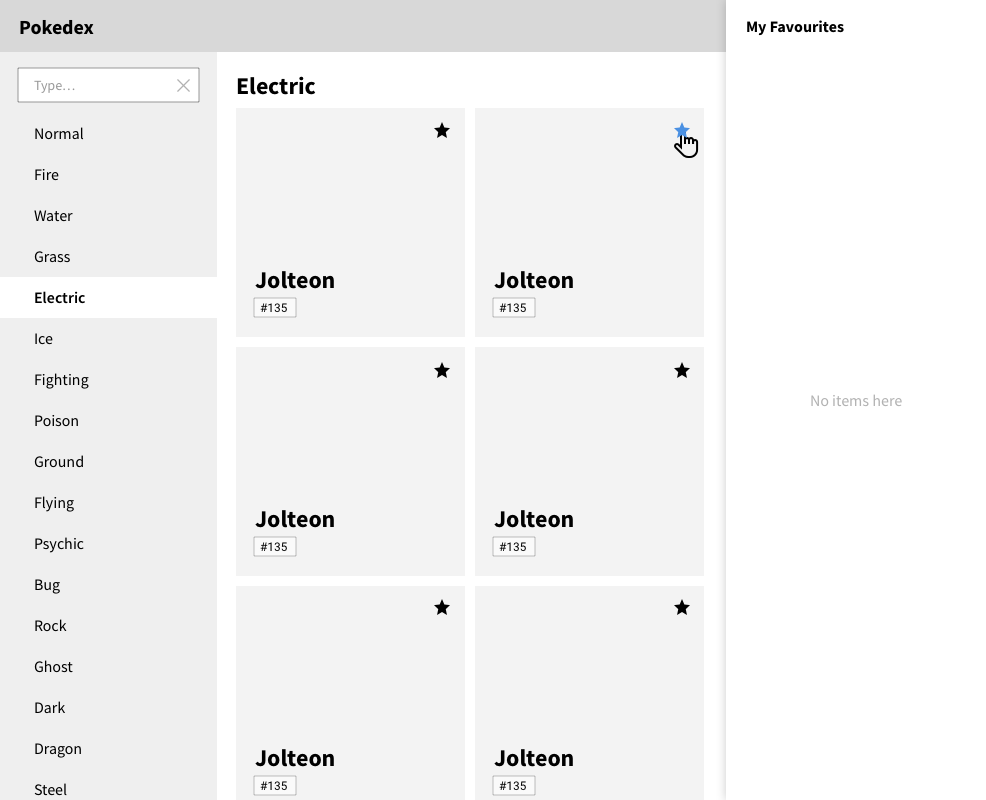 Pokedex
My Favourites
Type...
Normal
Fire
Water
Grass
Electric
Ice
Fighting
Poison
Ground
Flying
Psychic
Bug
Rock
Ghost
Dark
Dragon
Steel
Electric
Jolteon
#135
Jolteon
#135
Jolteon
#135
Jolteon
#135
Jolteon
#135
Jolteon
#135
No items here